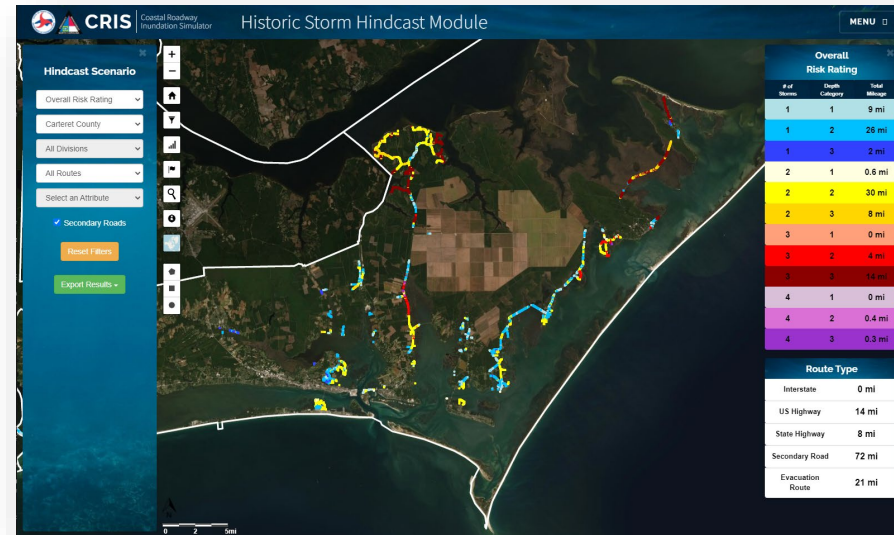 CRIS
Coastal Roadway
Inundation Simulator
Historic Storm Hindcast Module
MENU
Hindcast Scenario
Overall Risk Rating
Carteret County
All Divisions
All Routes
Select an Attribute
Secondary Roads
Reset Filters
Export Results
+
−
0 2 5mi
Overall
Risk Rating
# of Storms Depth Category Total Mileage
1 1 9 mi
1 2 26 mi
1 3 2 mi
2 1 0.6 mi
2 2 30 mi
2 3 8 mi
3 1 0 mi
3 2 4 mi
3 3 14 mi
4 1 0 mi
4 2 0.4 mi
4 3 0.3 mi
Route Type
Interstate 0 mi
US Highway 14 mi
State Highway 8 mi
Secondary Road 72 mi
Evacuation Route 21 mi